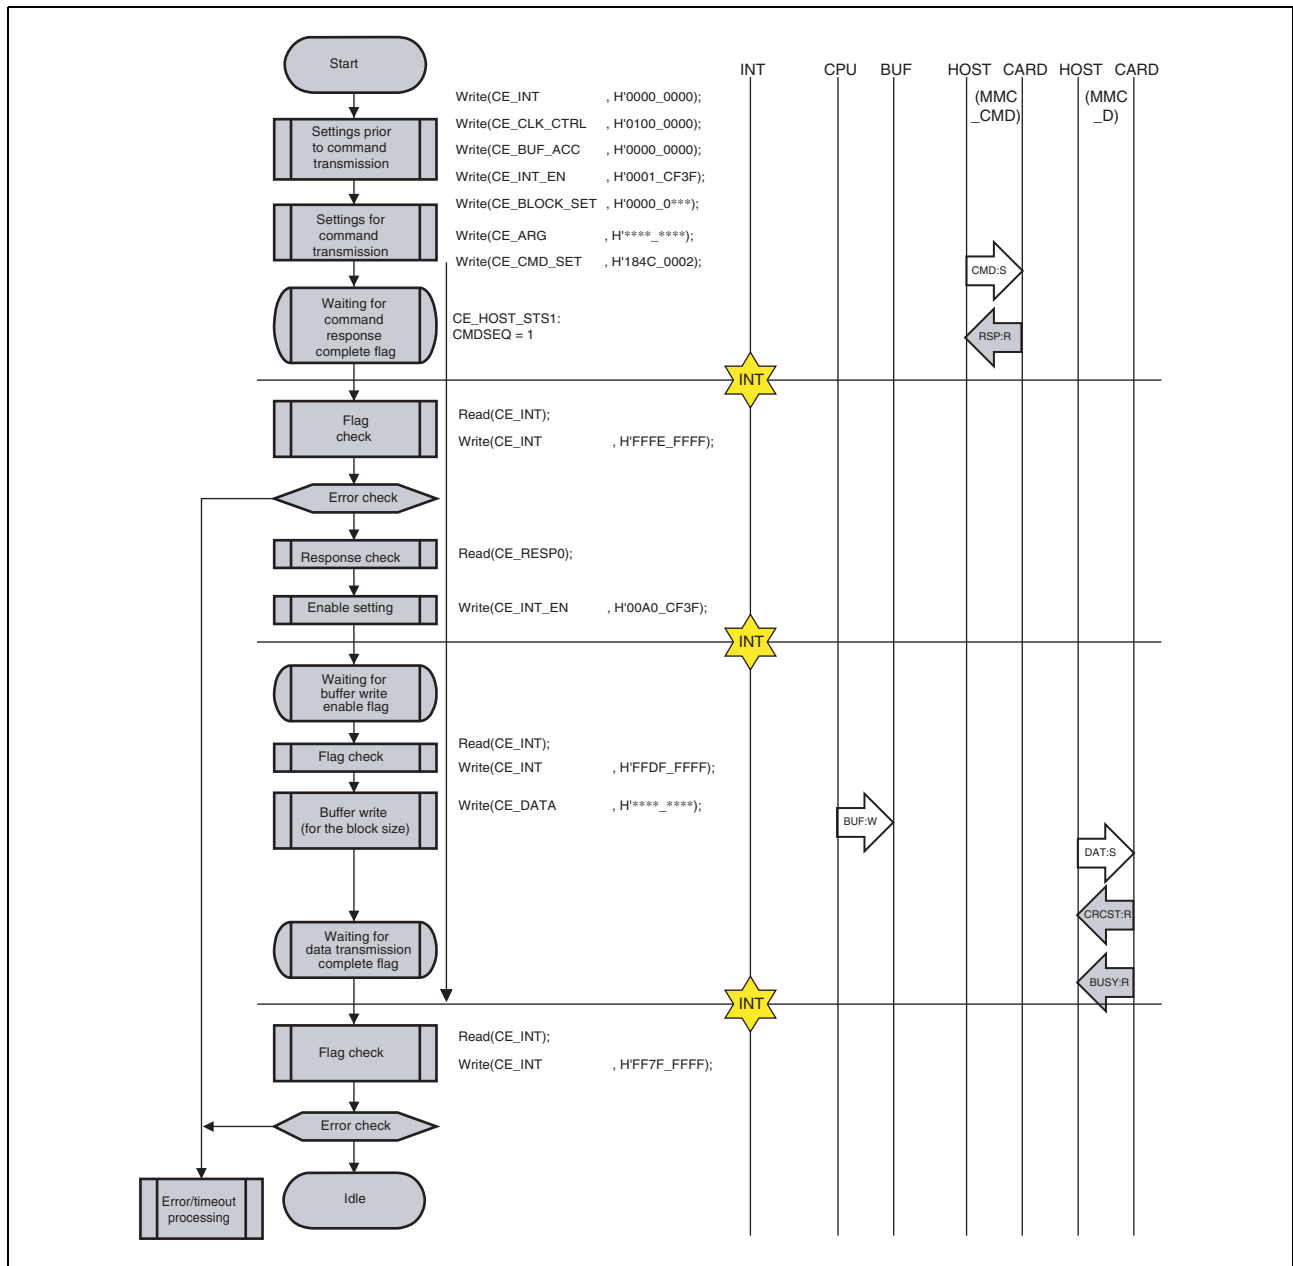 Start
INT CPU BUF HOST CARD HOST CARD
(MMC (MMC
_CMD) _D)
Write(CE_INT , H'0000_0000);
Settings prior
to command
transmission
Write(CE_CLK_CTRL , H'0100_0000);
Write(CE_BUF_ACC , H'0000_0000);
Write(CE_INT_EN , H'0001_CF3F);
Write(CE_BLOCK_SET , H'0000_0***);
Settings for
command
transmission
Write(CE_ARG , H'****_****);
Write(CE_CMD_SET , H'184C_0002);
CMD:S
Waiting for
command
response
complete flag
CE_HOST_STS1:
CMDSEQ = 1
RSP:R
INT
Flag
check
Read(CE_INT);
Write(CE_INT , H'FFFE_FFFF);
Error check
Response check
Read(CE_RESP0);
Enable setting
Write(CE_INT_EN , H'00A0_CF3F);
INT
Waiting for
buffer write
enable flag
Flag check
Read(CE_INT);
Write(CE_INT , H'FFDF_FFFF);
Buffer write
(for the block size)
Write(CE_DATA , H'****_****);
BUF:W
DAT:S
CRCST:R
Waiting for
data transmission
complete flag
BUSY:R
INT
Flag check
Read(CE_INT);
Write(CE_INT , H'FF7F_FFFF);
Error check
Error/timeout
processing
Idle